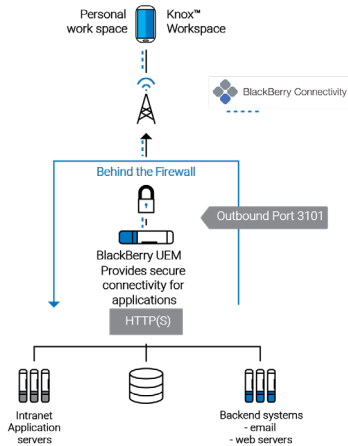 Personal
work space
Knox™
Workspace
BlackBerry Connectivity
Behind the Firewall
Outbound Port 3101
BlackBerry UEM
Provides secure
connectivity for
applications
HTTP(S)
Intranet
Application
servers
Backend systems
- email
- web servers